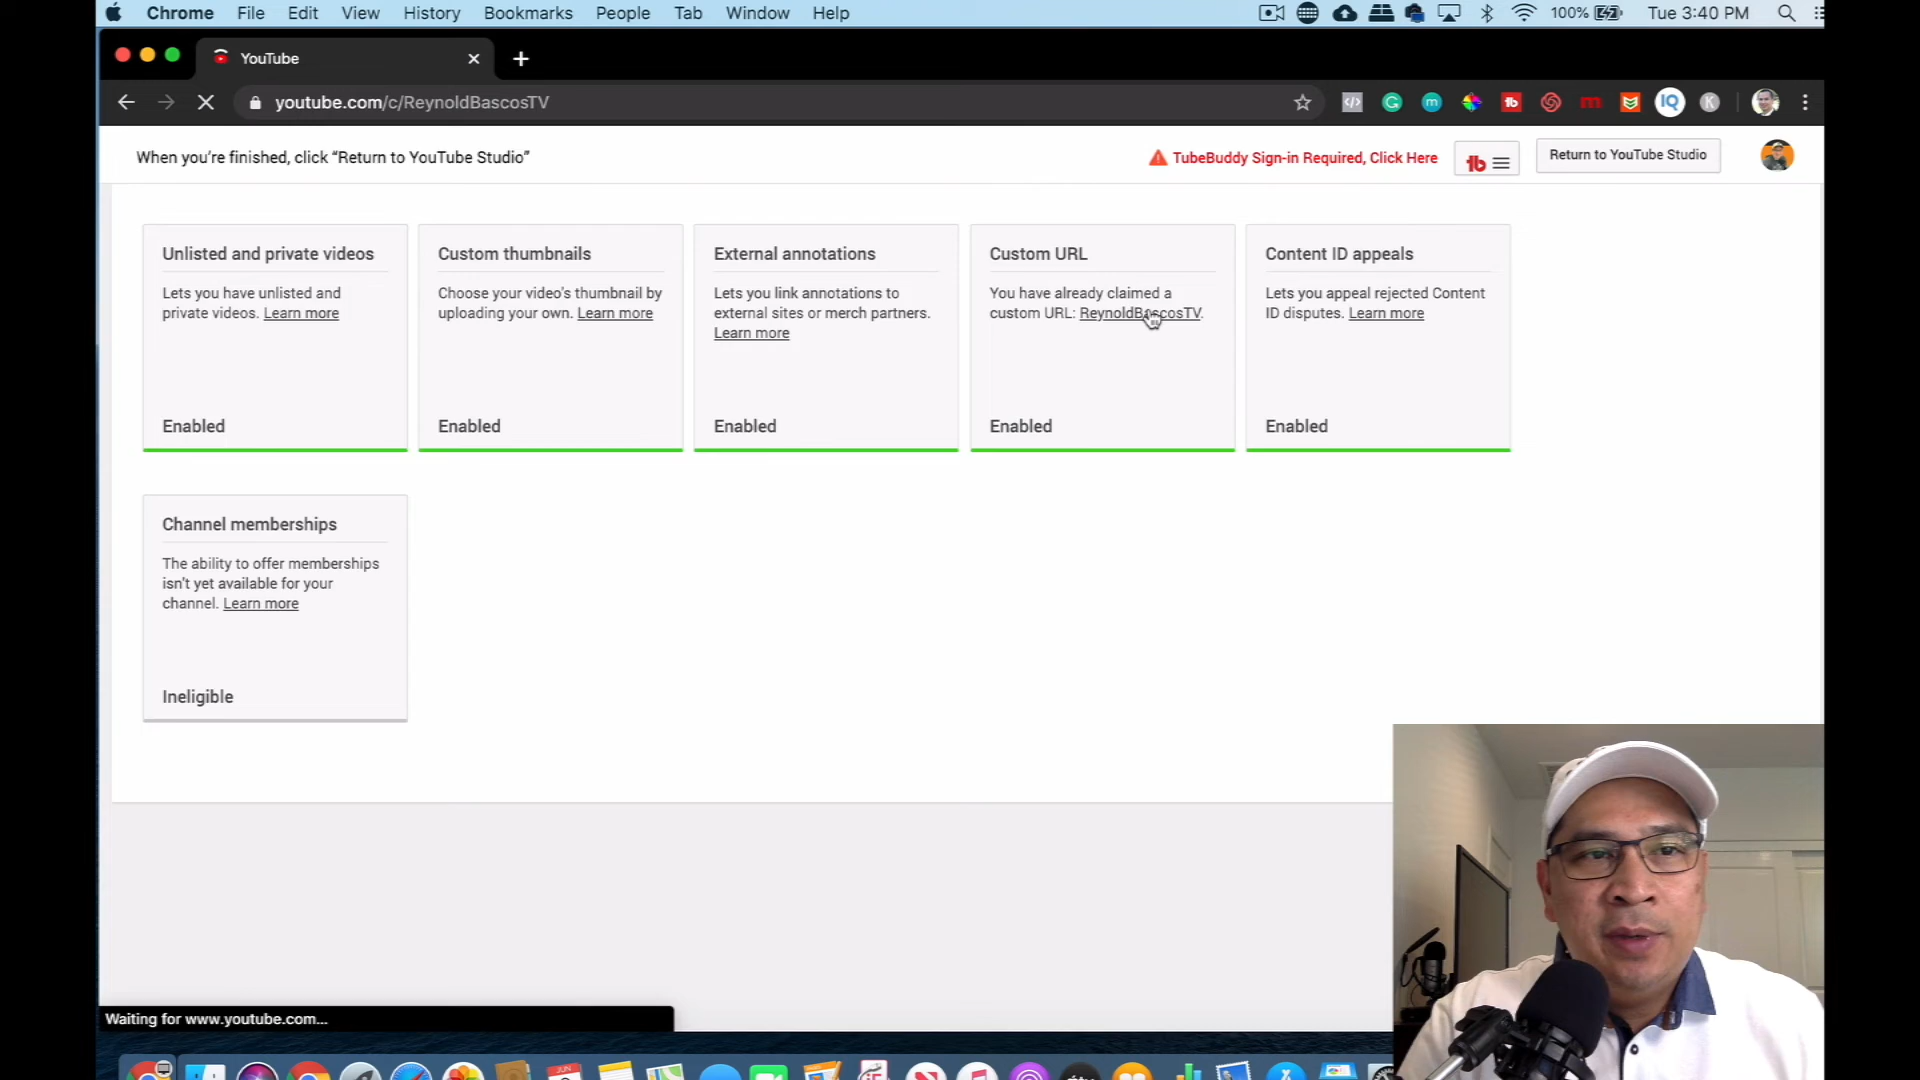 Chrome File Edit View History Bookmarks People Tab Window Help 100% Tue 3:40 PM
YouTube
youtube.com/c/ReynoldBascosTV
When you're finished, click “Return to YouTube Studio”
TubeBuddy Sign-in Required, Click Here
Return to YouTube Studio
Unlisted and private videos
Lets you have unlisted and
private videos. Learn more
Enabled
Custom thumbnails
Choose your video's thumbnail by
uploading your own. Learn more
Enabled
External annotations
Lets you link annotations to
external sites or merch partners.
Learn more
Enabled
Custom URL
You have already claimed a
custom URL: ReynoldBascosTV.
Enabled
Content ID appeals
Lets you appeal rejected Content
ID disputes. Learn more
Enabled
Channel memberships
The ability to offer memberships
isn't yet available for your
channel. Learn more
Ineligible
Waiting for www.youtube.com...
JUN